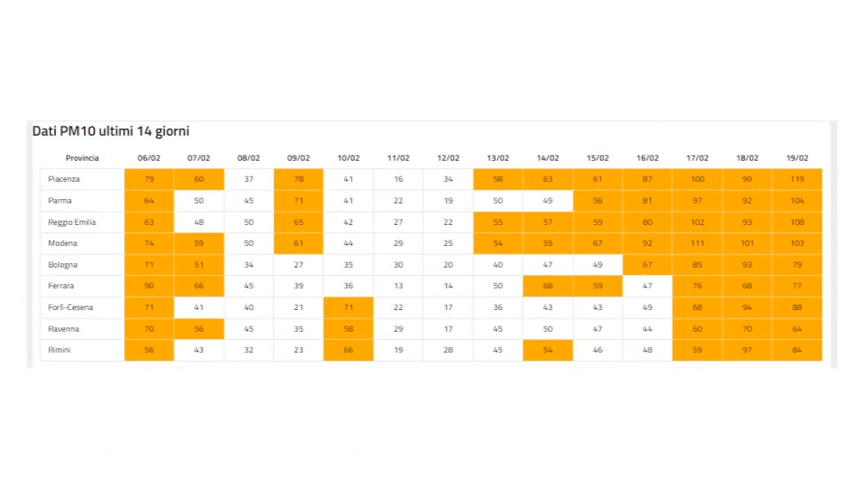 Dati PM10 ultimi 14 giorni
Provincia 06/02 07/02 08/02 09/02 10/02 11/02 12/02 13/02 14/02 15/02 16/02 17/02 18/02 19/02
Piacenza 79 60 37 78 41 16 34 58 63 61 87 100 99 119
Parma 64 50 45 71 41 22 19 50 49 56 81 97 92 104
Reggio Emilia 63 48 50 65 42 27 22 55 57 59 80 102 93 108
Modena 74 59 50 61 44 29 25 54 59 67 92 111 101 103
Bologna 71 51 34 27 35 30 20 40 47 49 67 85 93 79
Ferrara 90 66 45 39 36 13 14 50 68 59 47 76 68 77
Forlì-Cesena 71 41 40 21 71 22 17 36 43 43 49 68 94 88
Ravenna 70 56 45 35 58 29 17 45 50 47 44 60 70 64
Rimini 56 43 32 23 66 19 28 45 54 46 48 59 97 84